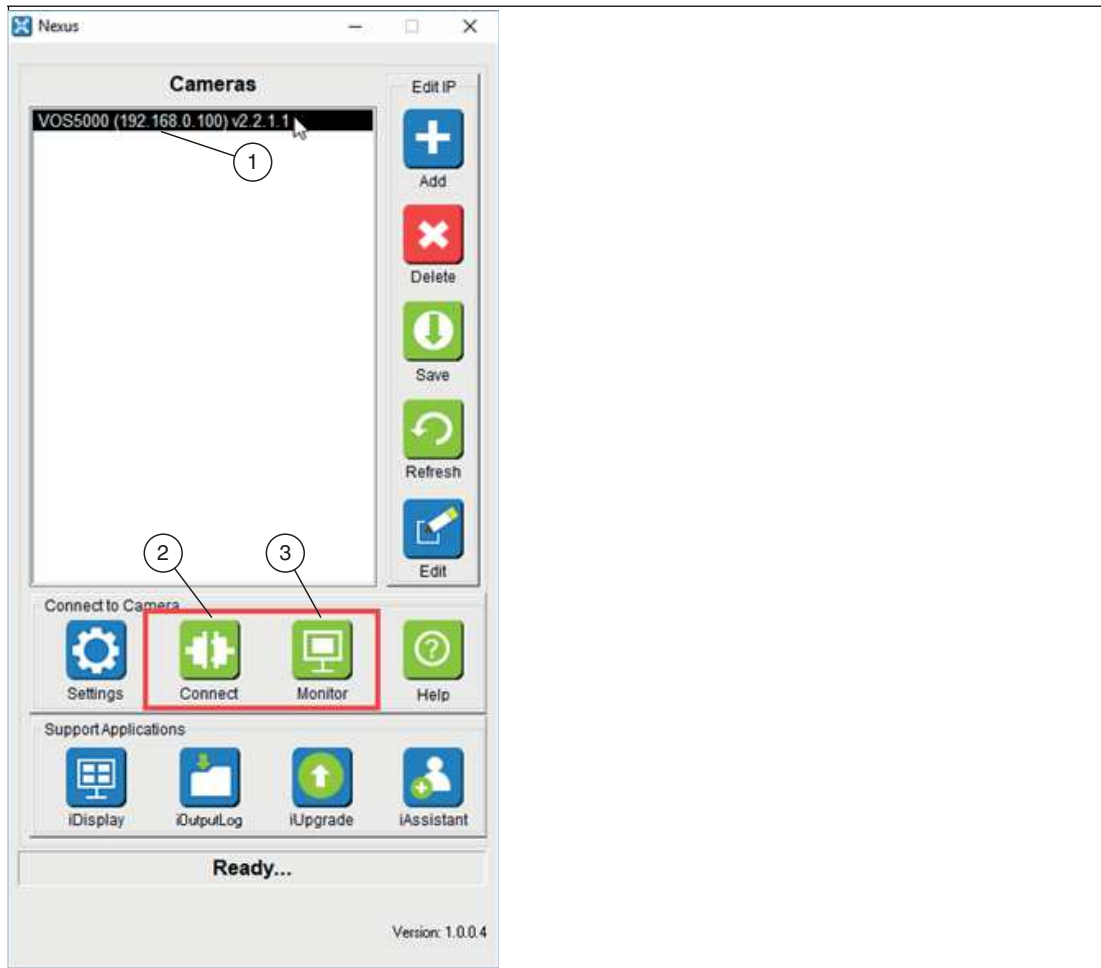 Nexus
Cameras
Edit IP
VOS5000 (192.168.0.100) v2.2.1.1
1
Add
Delete
Save
Refresh
2
3
Edit
Connect to Camera
Settings
Connect
Monitor
Help
Support Applications
iDisplay
iOutputLog
iUpgrade
iAssistant
Ready...
Version: 1.0.0.4